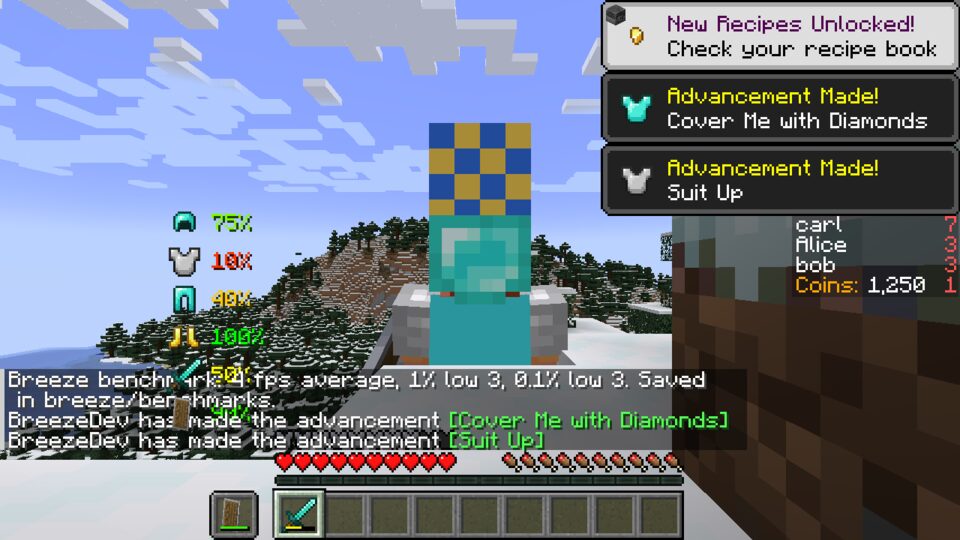 New Recipes Unlocked!
Check your recipe book
Advancement Made!
Cover Me with Diamonds
Advancement Made!
Suit Up
carl 7
Alice 3
bob 3
Coins: 1,250 1
75%
10%
40%
100%
50%
Breeze benchmark: 4 fps average, 1% low 3, 0.1% low 3. Saved
in breeze/benchmarks.
BreezeDev has made the advancement [Cover Me with Diamonds]
BreezeDev has made the advancement [Suit Up]